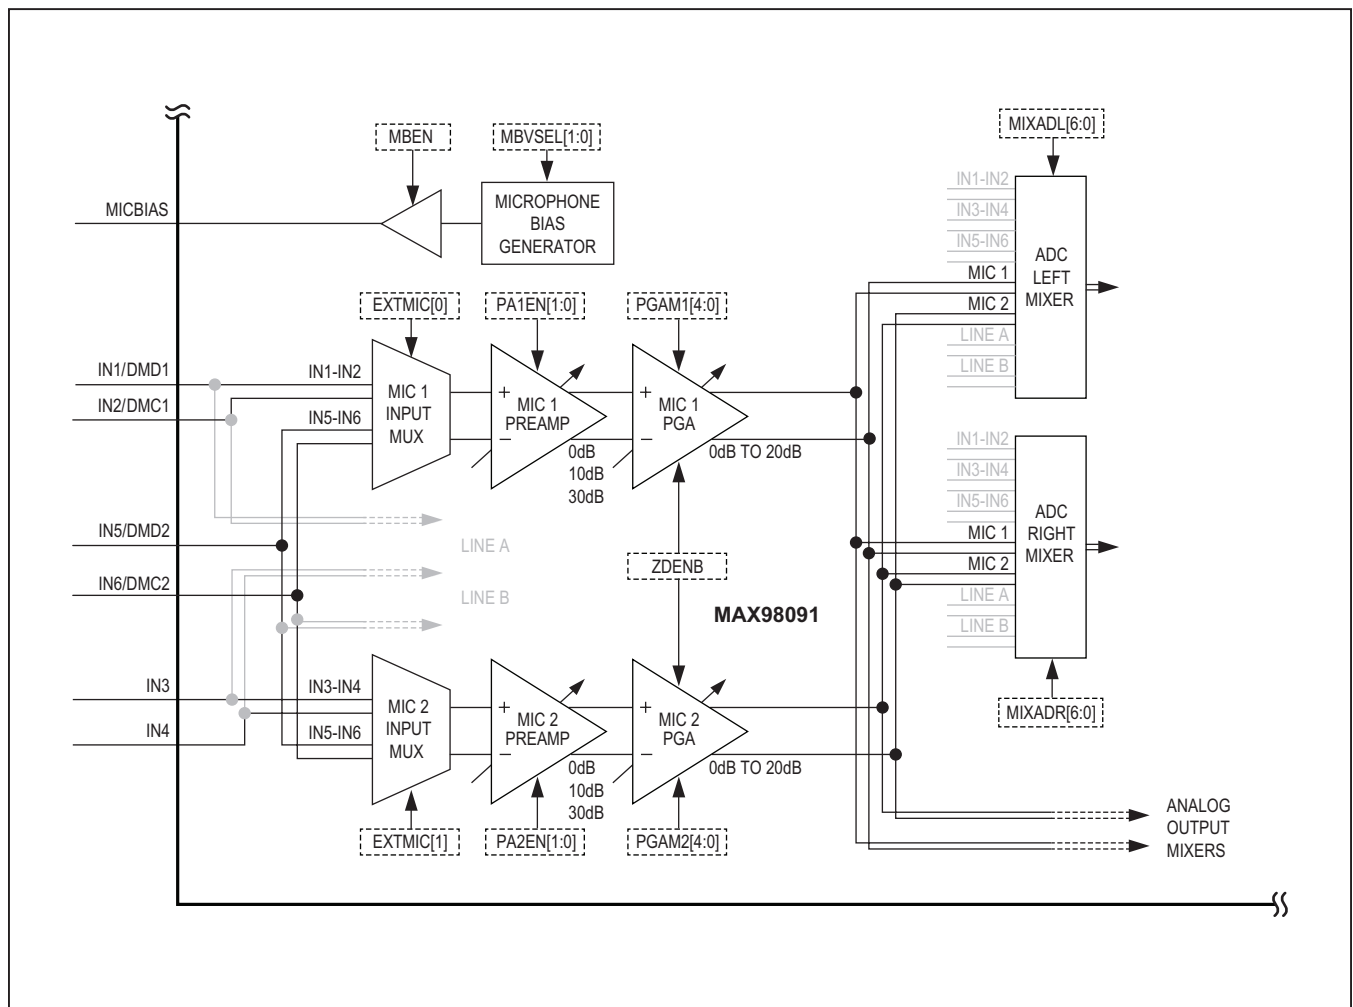 MBEN
MBVSEL[1:0]
MIXADL[6:0]
MICBIAS
MICROPHONE
BIAS
GENERATOR
IN1-IN2
IN3-IN4
IN5-IN6
MIC 1
MIC 2
LINE A
LINE B
ADC
LEFT
MIXER
EXTMIC[0]
PA1EN[1:0]
PGAM1[4:0]
IN1/DMD1
IN2/DMC1
IN1-IN2
IN5-IN6
MIC 1
INPUT
MUX
+
−
MIC 1
PREAMP
0dB
10dB
30dB
+
−
MIC 1
PGA
0dB TO 20dB
IN1-IN2
IN3-IN4
IN5-IN6
MIC 1
MIC 2
LINE A
LINE B
ADC
RIGHT
MIXER
IN5/DMD2
IN6/DMC2
LINE A
LINE B
ZDENB
MAX98091
IN3
IN4
IN3-IN4
IN5-IN6
MIC 2
INPUT
MUX
+
−
MIC 2
PREAMP
0dB
10dB
30dB
+
−
MIC 2
PGA
0dB TO 20dB
MIXADR[6:0]
EXTMIC[1]
PA2EN[1:0]
PGAM2[4:0]
ANALOG
OUTPUT
MIXERS